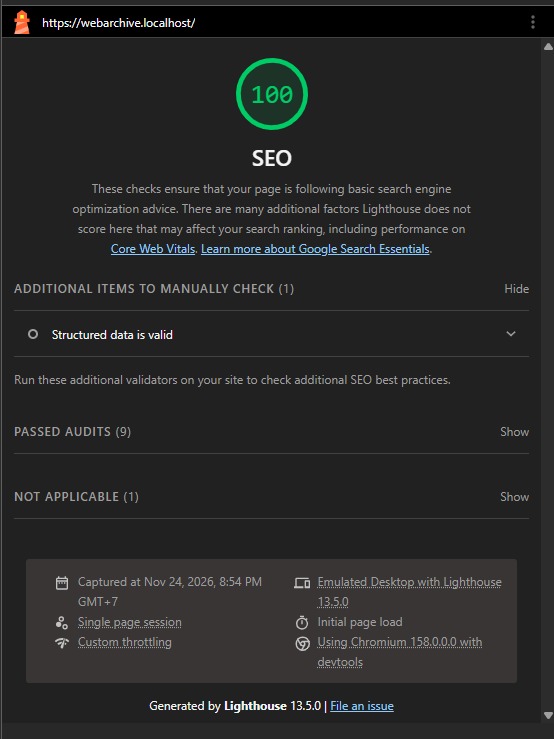 https://webarchive.localhost/
100
SEO
These checks ensure that your page is following basic search engine
optimization advice. There are many additional factors Lighthouse does not
score here that may affect your search ranking, including performance on
Core Web Vitals. Learn more about Google Search Essentials.
ADDITIONAL ITEMS TO MANUALLY CHECK (1)
Hide
Structured data is valid
Run these additional validators on your site to check additional SEO best practices.
PASSED AUDITS (9)
Show
NOT APPLICABLE (1)
Show
Captured at Nov 24, 2026, 8:54 PM
GMT+7
Emulated Desktop with Lighthouse
13.5.0
Single page session
Initial page load
Custom throttling
Using Chromium 158.0.0.0 with
devtools
Generated by Lighthouse 13.5.0 | File an issue